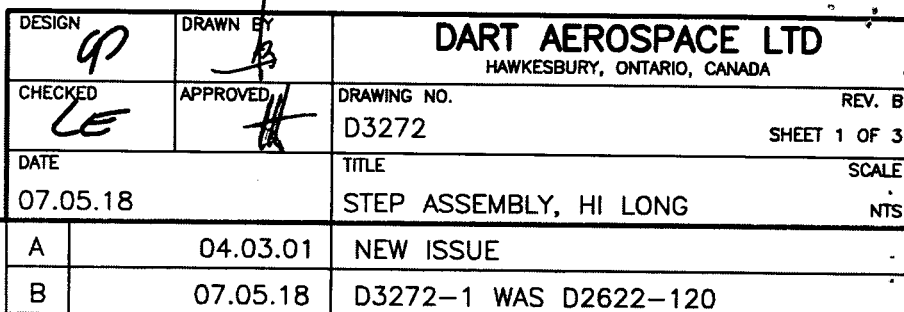 DESIGN
DRAWN BY
DART AEROSPACE LTD
HAWKESBURY, ONTARIO, CANADA
CHECKED
LE
APPROVED
DRAWING NO.
REV. B
D3272
SHEET 1 OF 3
DATE
TITLE
SCALE
07.05.18
STEP ASSEMBLY, HI LONG
NTS
A 04.03.01 NEW ISSUE
B 07.05.18 D3272-1 WAS D2622-120